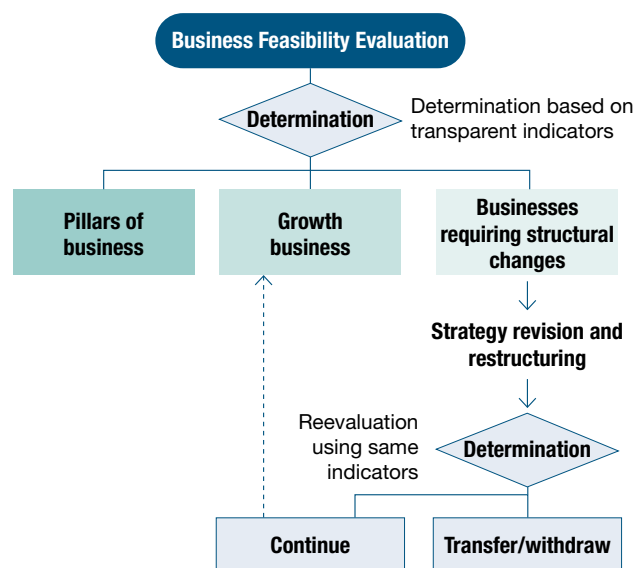 Business Feasibility Evaluation
Determination
Determination based on
transparent indicators
Pillars of
business
Growth
business
Businesses
requiring structural
changes
Strategy revision and
restructuring
Reevaluation
using same
indicators
Determination
Continue
Transfer/withdraw